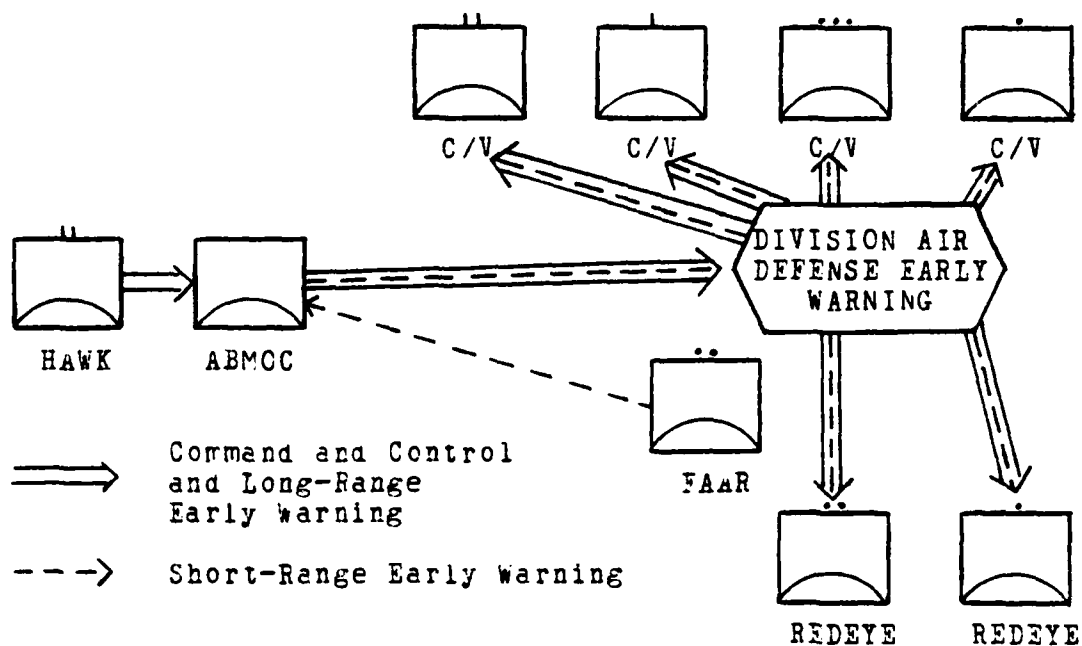 C/V
C/V
C/V
C/V
DIVISION AIR
DEFENSE EARLY
WARNING
HAWK
ABMOC
FAAR
Command and Control
and Long-Range
Early Warning
Short-Range Early Warning
REDEYE
REDEYE